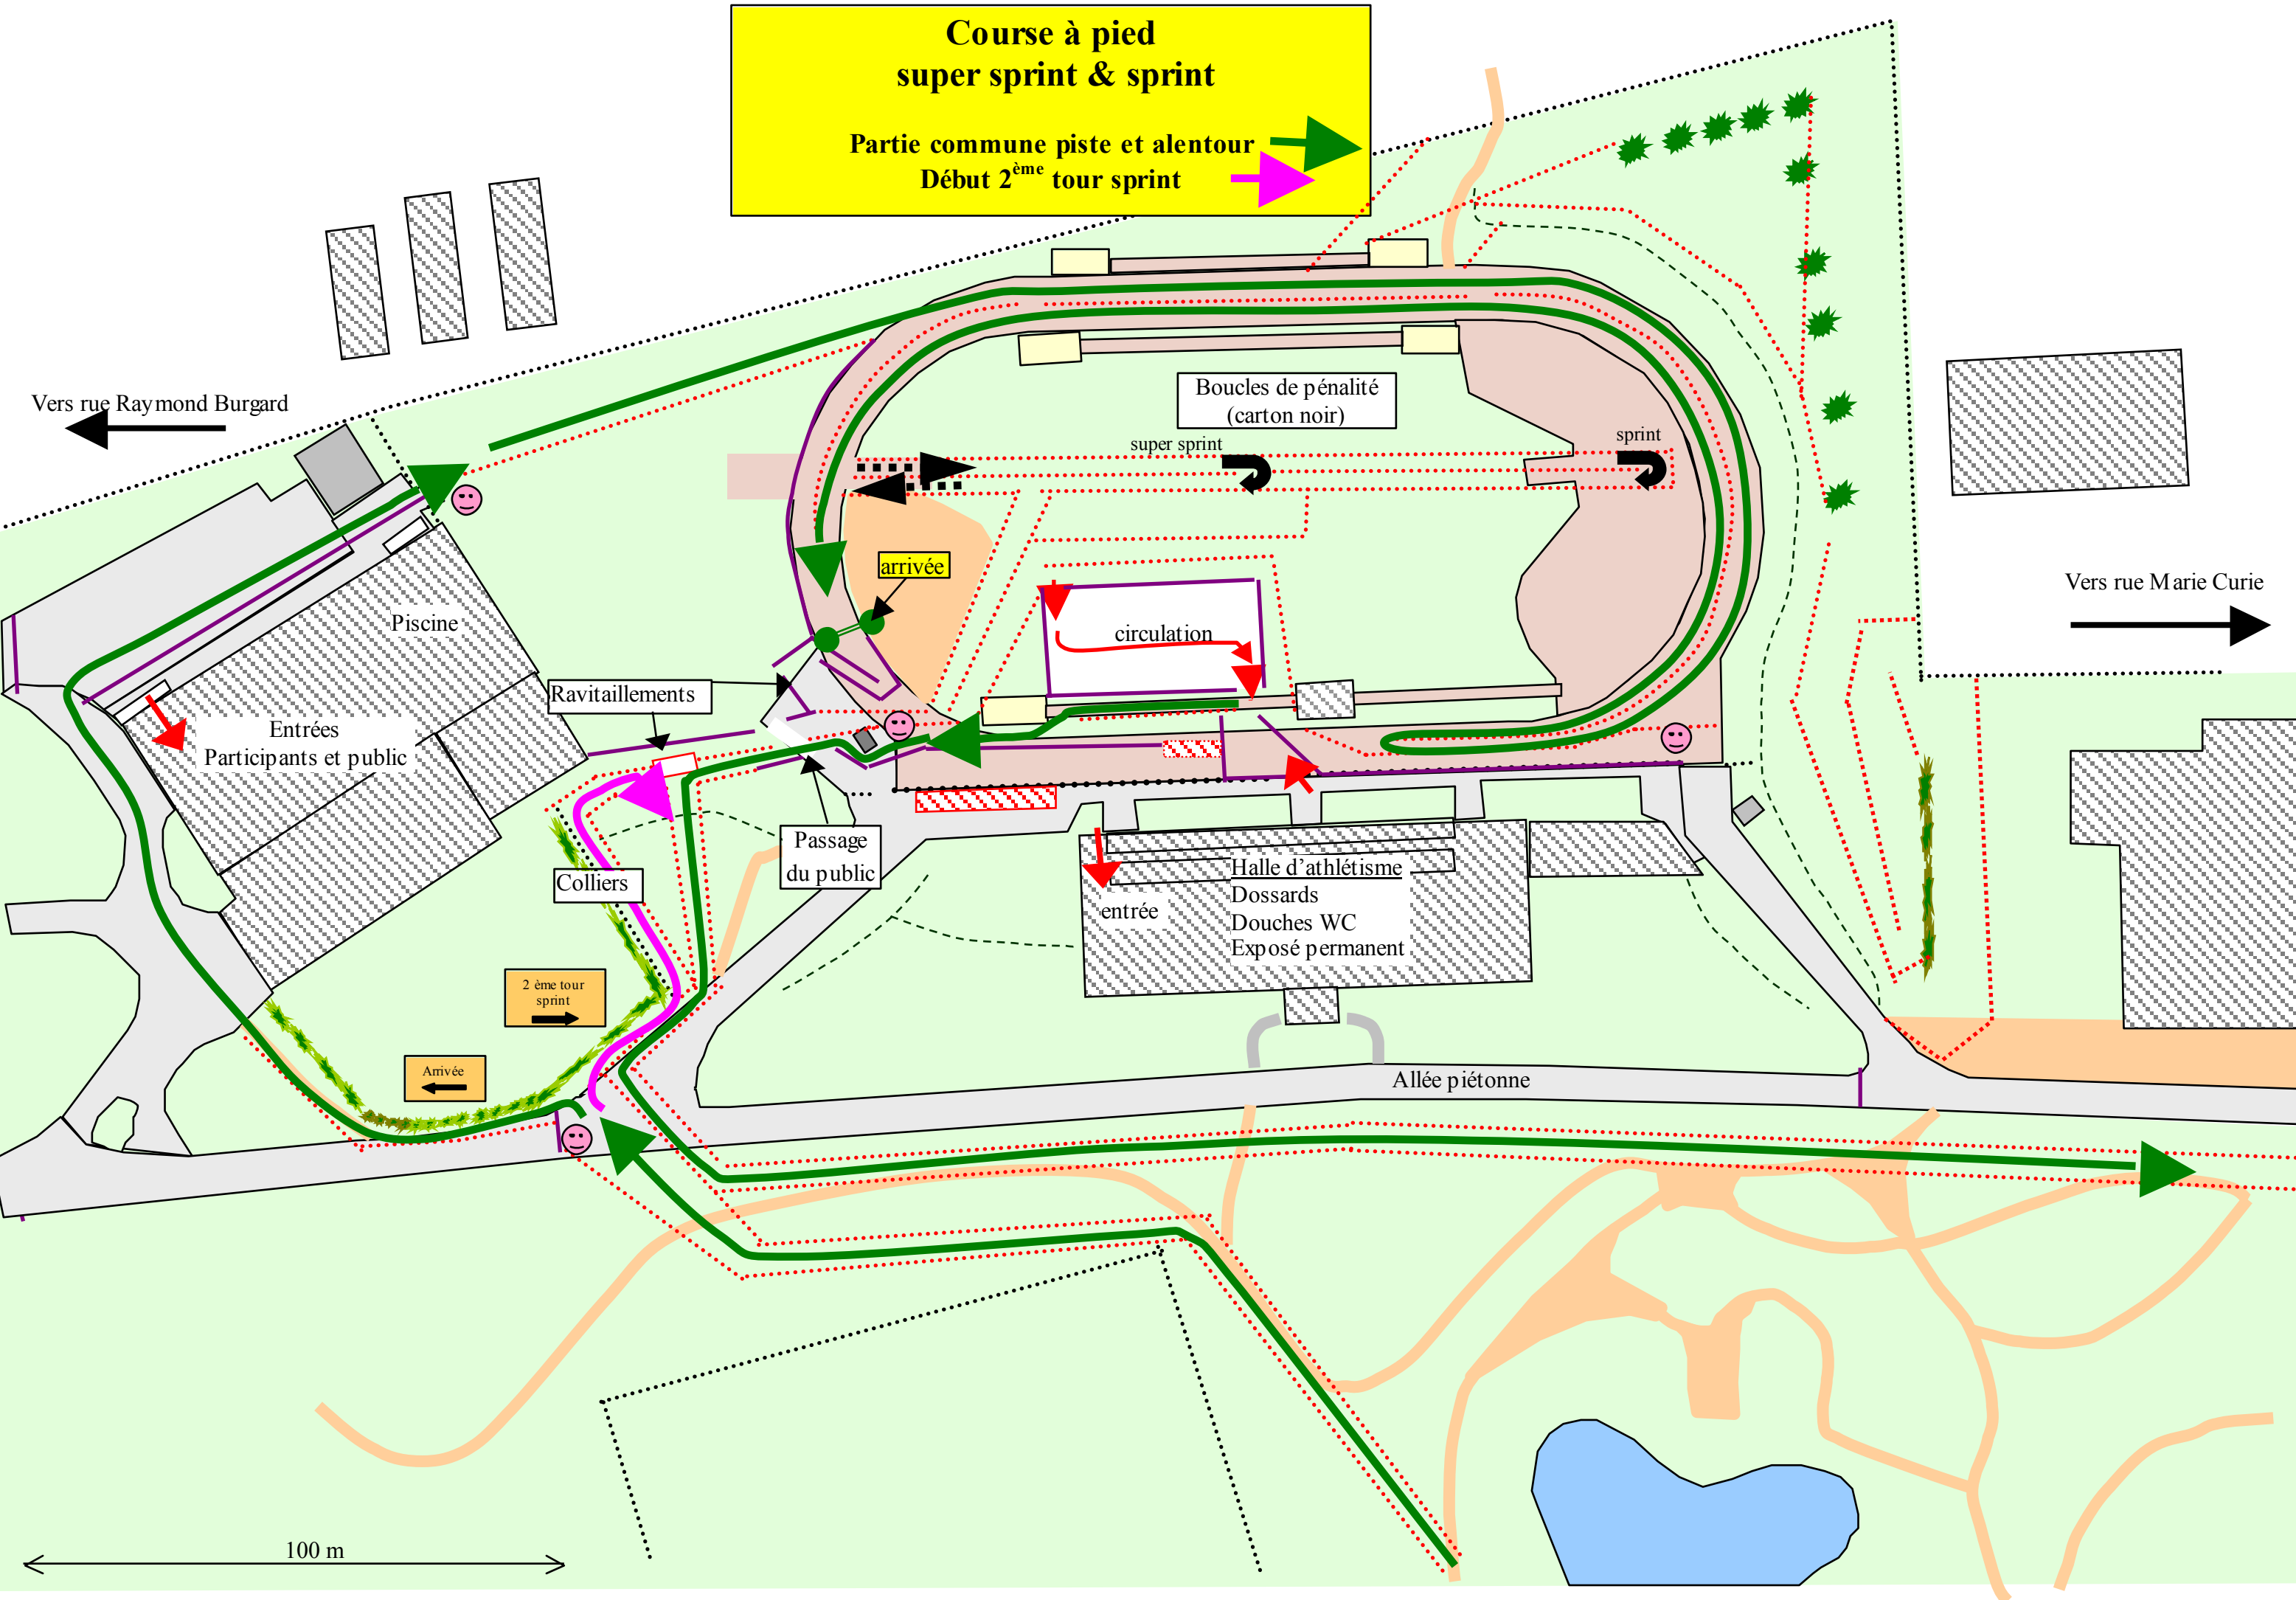 Course à pied
super sprint & sprint
Partie commune piste et alentour
Début 2ème tour sprint
Vers rue Raymond Burgard
Boucles de pénalité
(carton noir)
super sprint
sprint
arrivée
Vers rue Marie Curie
Piscine
circulation
Ravitaillements
Entrées
Participants et public
Passage
du public
Colliers
Halle d’athlétisme
Dossards
Douches WC
Exposé permanent
entrée
2 ème tour
sprint
Arrivée
Allée piétonne
100 m